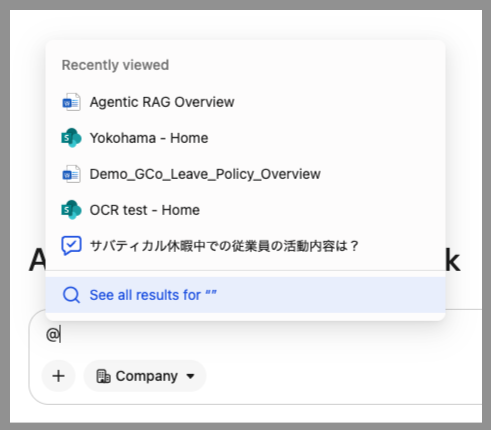 Recently viewed
Agentic RAG Overview
Yokohama - Home
Demo_GCo_Leave_Policy_Overview
OCR test - Home
サバティカル休暇中での従業員の活動内容は？
A
k
See all results for “”
@
Company